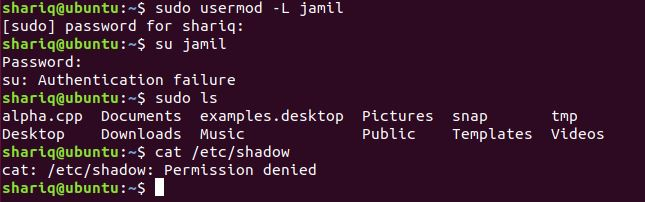 shariq@ubuntu:~$ sudo usermod -L jamil
[sudo] password for shariq:
shariq@ubuntu:~$ su jamil
Password:
su: Authentication failure
shariq@ubuntu:~$ sudo ls
alpha.cpp  Documents  examples.desktop  Pictures  snap       tmp
Desktop    Downloads  Music             Public    Templates  Videos
shariq@ubuntu:~$ cat /etc/shadow
cat: /etc/shadow: Permission denied
shariq@ubuntu:~$